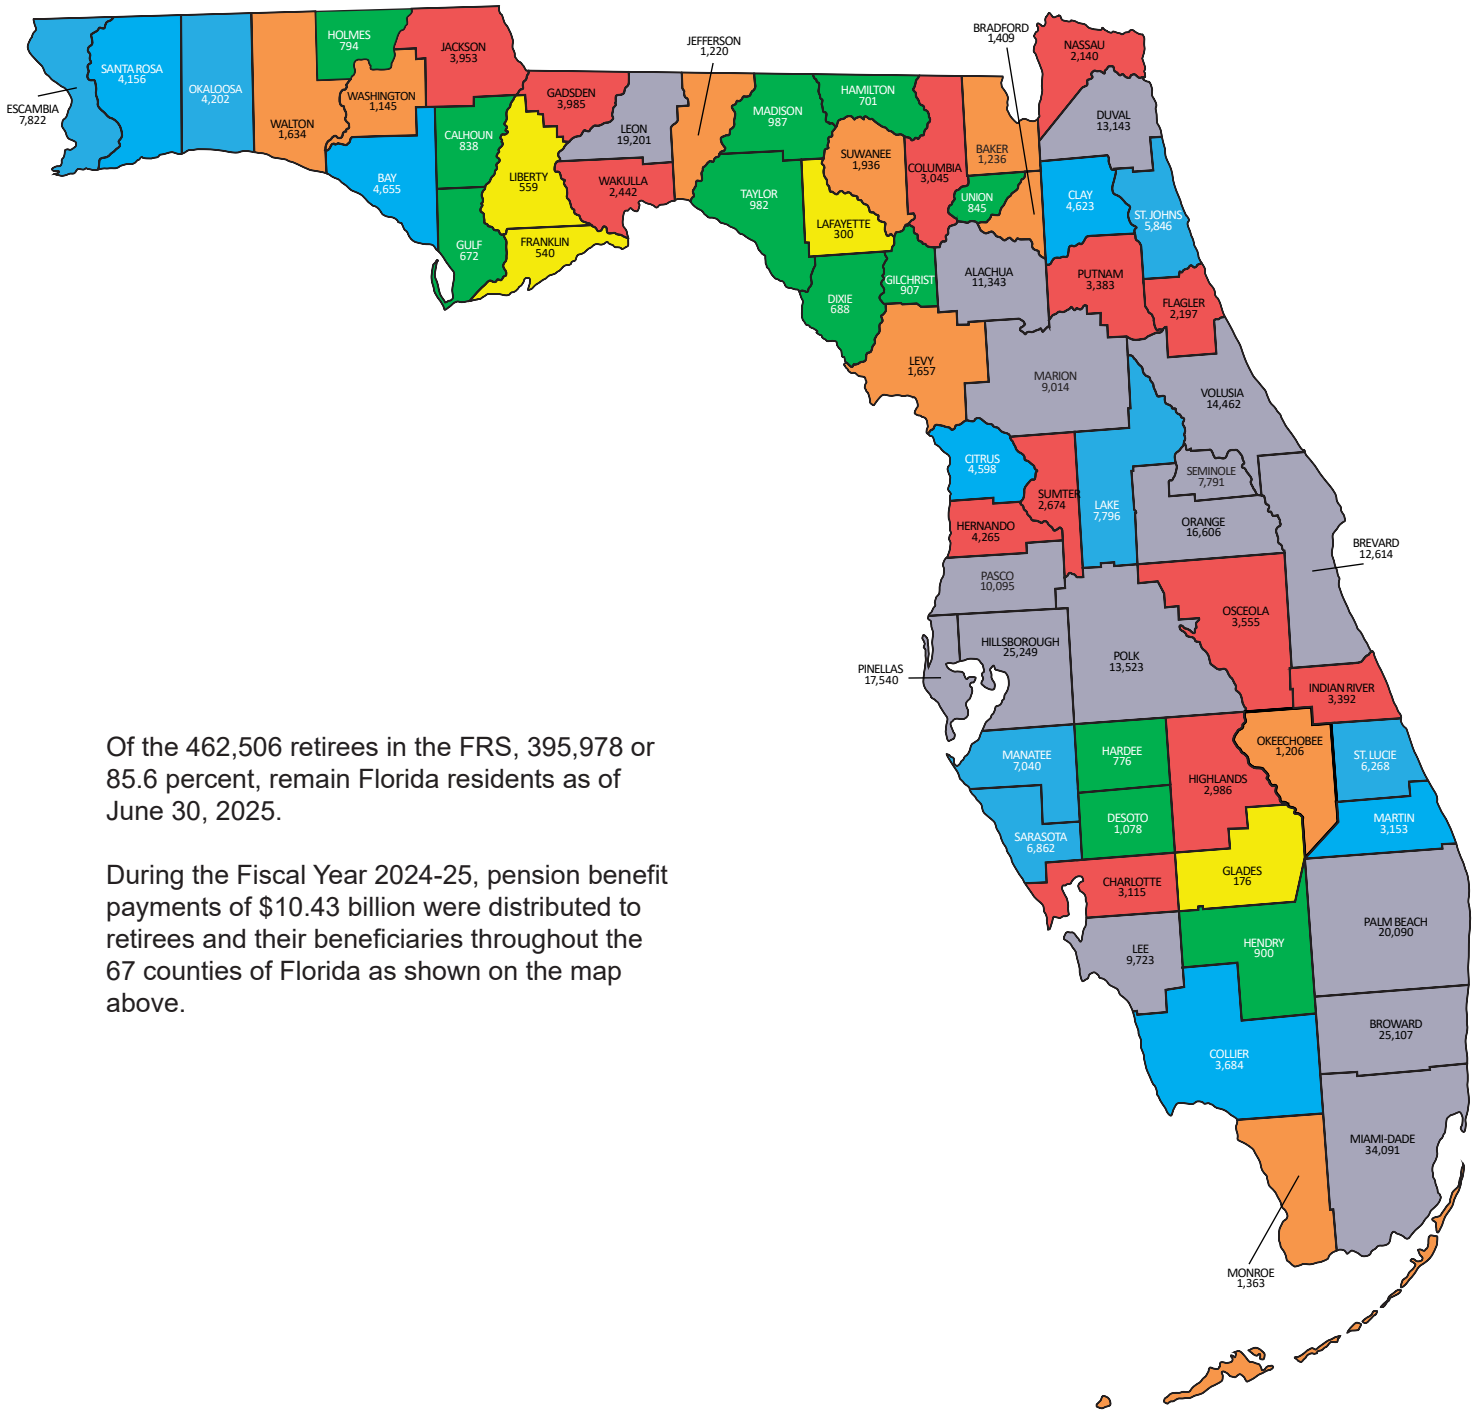 HOLMES
794
JACKSON
3,953
SANTA ROSA
4,156
OKALOOSA
4,202
ESCAMBIA
7,822
WALTON
1,634
WASHINGTON
1,145
GADSDEN
3,985
JEFFERSON
1,220
BRADFORD
1,409
NASSAU
2,140
CALHOUN
838
LEON
19,201
MADISON
987
HAMILTON
701
DUVAL
13,143
BAY
4,655
LIBERTY
559
WAKULLA
2,442
TAYLOR
982
SUWANEE
1,936
COLUMBIA
3,045
BAKER
1,236
UNION
845
CLAY
4,623
ST. JOHNS
5,846
GULF
672
FRANKLIN
540
LAFAYETTE
300
DIXIE
688
GILCHRIST
907
ALACHUA
11,343
PUTNAM
3,383
FLAGLER
2,197
LEVY
1,657
MARION
9,014
VOLUSIA
14,462
CITRUS
4,598
SUMTER
2,674
LAKE
7,796
SEMINOLE
7,791
ORANGE
16,606
HERNANDO
4,265
BREVARD
12,614
PASCO
10,095
OSCEOLA
3,555
HILLSBOROUGH
25,249
POLK
13,523
PINELLAS
17,540
INDIAN RIVER
3,392
MANATEE
7,040
HARDEE
776
HIGHLANDS
2,986
OKEECHOBEE
1,206
ST. LUCIE
6,268
SARASOTA
6,862
DESOTO
1,078
MARTIN
3,153
CHARLOTTE
3,115
GLADES
176
PALM BEACH
20,090
LEE
9,723
HENDRY
900
BROWARD
25,107
COLLIER
3,684
MIAMI-DADE
34,091
MONROE
1,363
Of the 462,506 retirees in the FRS, 395,978 or
85.6 percent, remain Florida residents as of
June 30, 2025.
During the Fiscal Year 2024-25, pension benefit
payments of $10.43 billion were distributed to
retirees and their beneficiaries throughout the
67 counties of Florida as shown on the map
above.